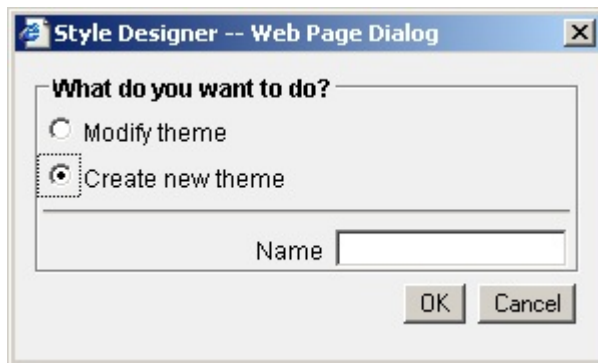 Style Designer -- Web Page Dialog
What do you want to do?
Modify theme
Create new theme
Name
OK Cancel